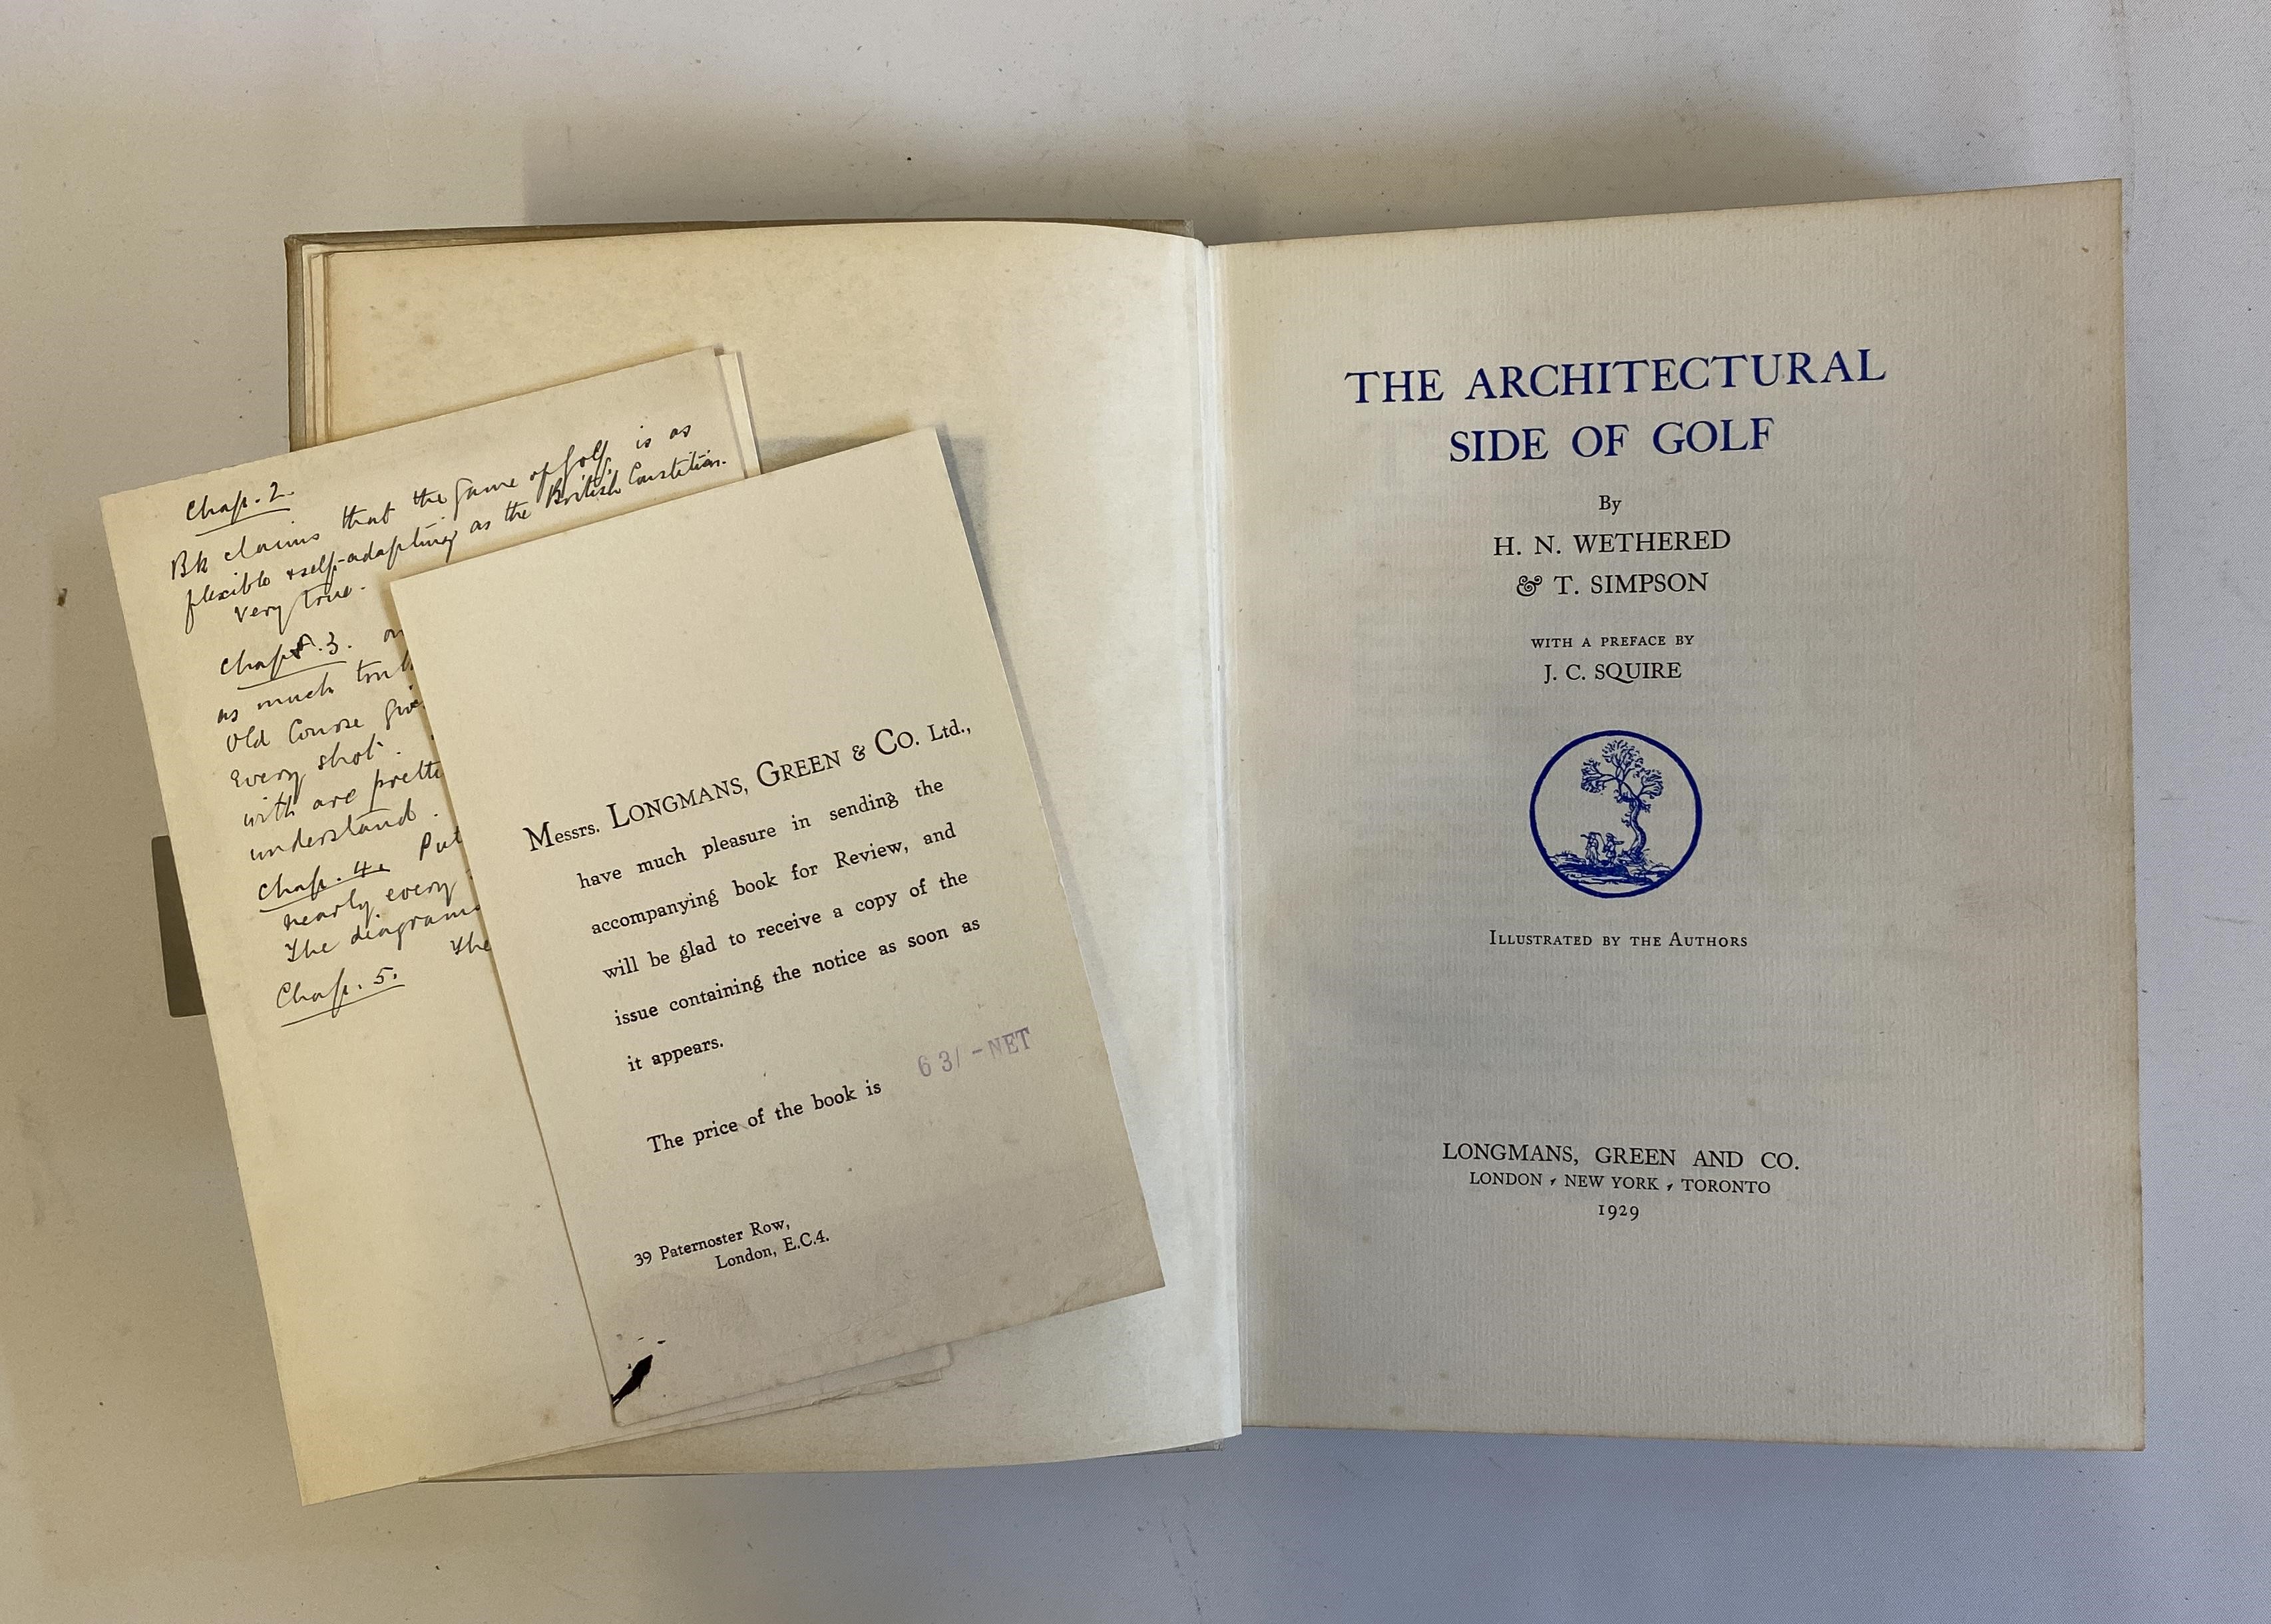 Chap. 2.
Bk claims that the game of golf is as
flexible & self-adapting as the British Constitution.
Very true.
Chapt. 3.
as much
Old Course
Every shot.
with are
understand.
Chap. 4.
nearly every
The diagrams
Chap. 5. The
Messrs. LONGMANS, GREEN & CO. Ltd.,
have much pleasure in sending the
accompanying book for Review, and
will be glad to receive a copy of the
issue containing the notice as soon as
it appears.
The price of the book is 63/-NET
39 Paternoster Row,
London, E.C.4.
THE ARCHITECTURAL
SIDE OF GOLF
By
H. N. WETHERED
& T. SIMPSON
WITH A PREFACE BY
J. C. SQUIRE
ILLUSTRATED BY THE AUTHORS
LONGMANS, GREEN AND CO.
LONDON , NEW YORK , TORONTO
1929